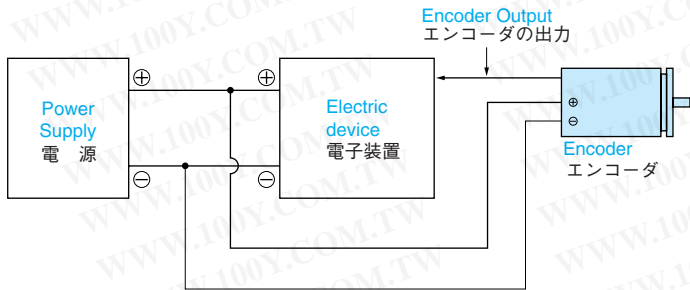 Encoder Output
エンコーダの出力
⊕
⊕
Power
Supply
電　源
Electric
device
電子装置
⊕
⊖
⊖
⊖
Encoder
エンコーダ
WWW.100Y.COM.TW